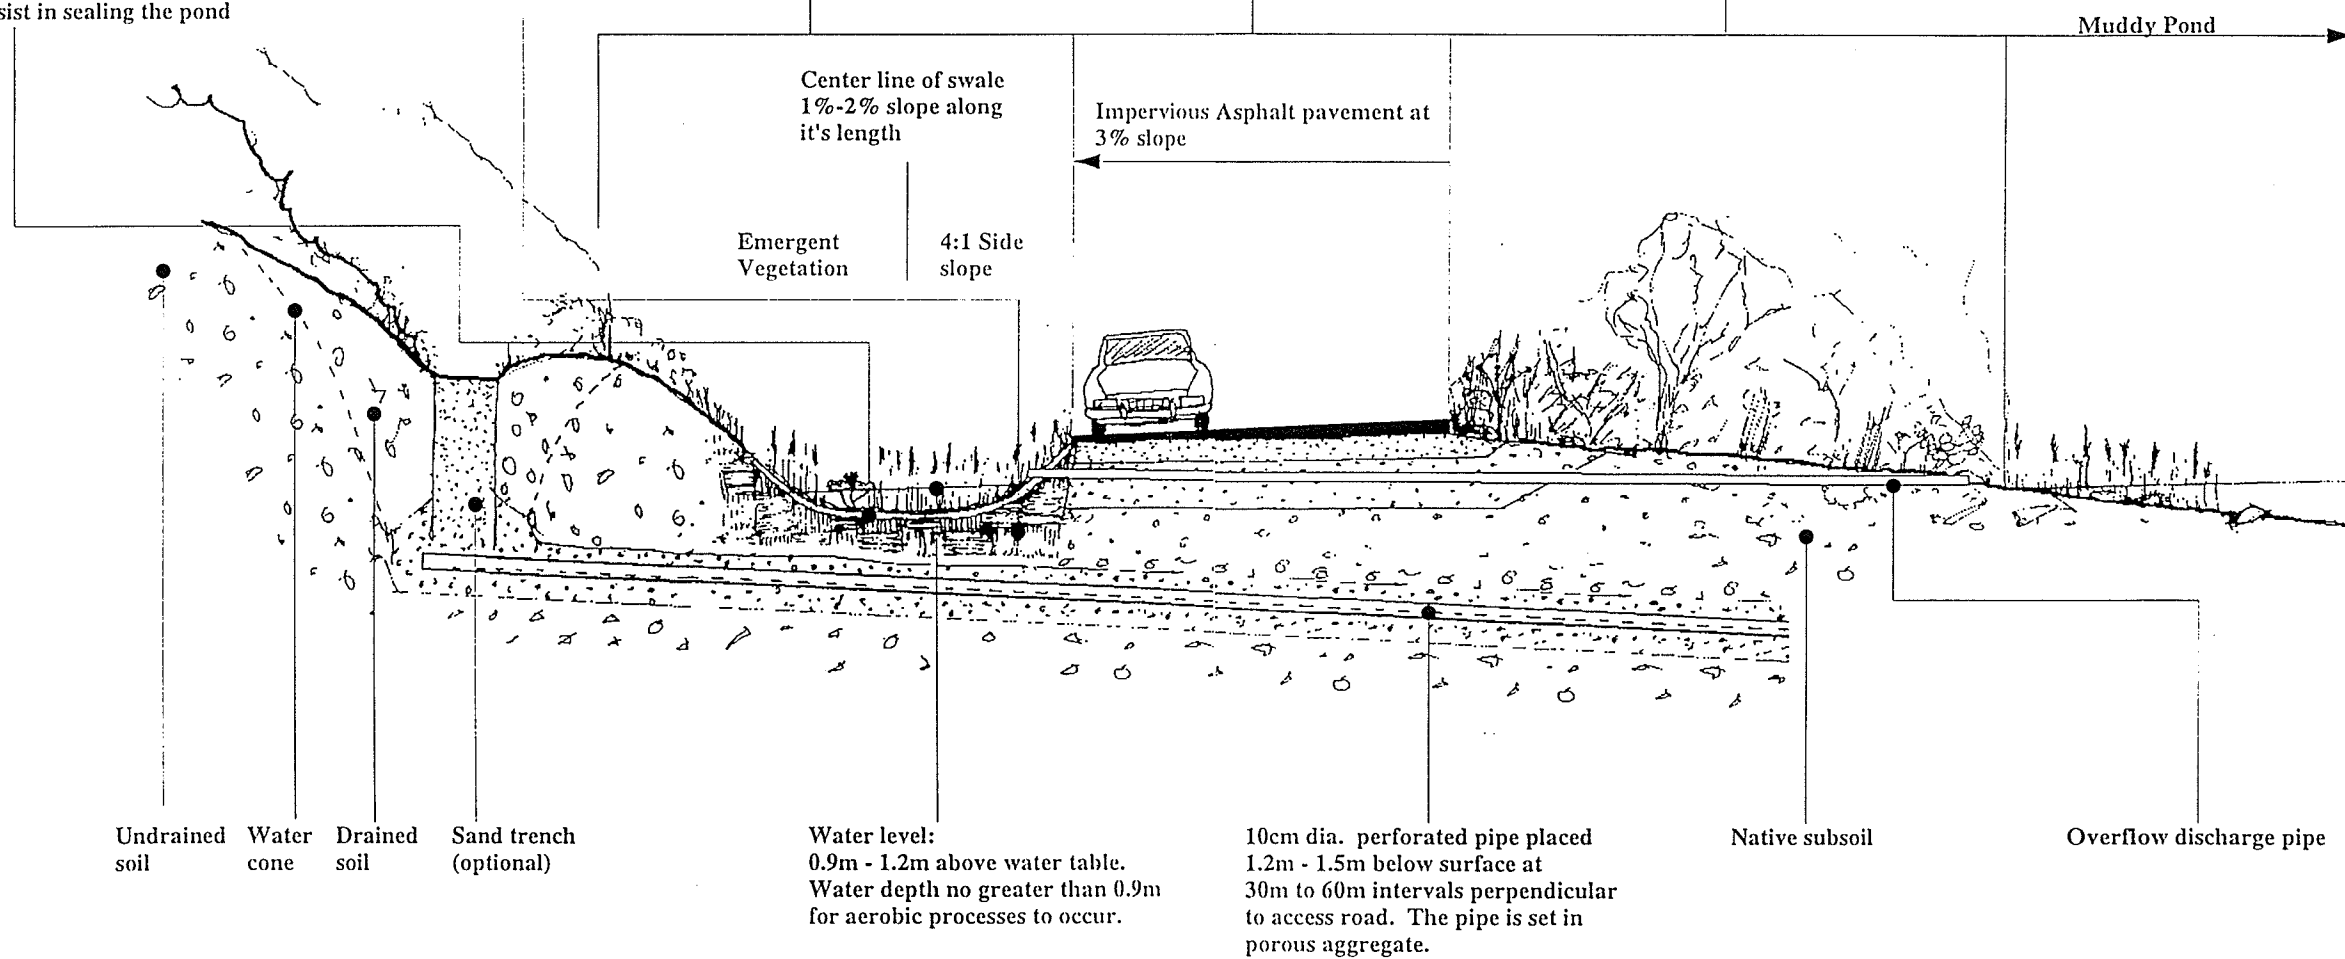 sist in sealing the pond
Muddy Pond
Center line of swale
1%-2% slope along
it's length
Impervious Asphalt pavement at
3% slope
Emergent
Vegetation
4:1 Side
slope
Undrained
soil
Water
cone
Drained
soil
Sand trench
(optional)
Water level:
0.9m - 1.2m above water table.
Water depth no greater than 0.9m
for aerobic processes to occur.
10cm dia. perforated pipe placed
1.2m - 1.5m below surface at
30m to 60m intervals perpendicular
to access road. The pipe is set in
porous aggregate.
Native subsoil
Overflow discharge pipe